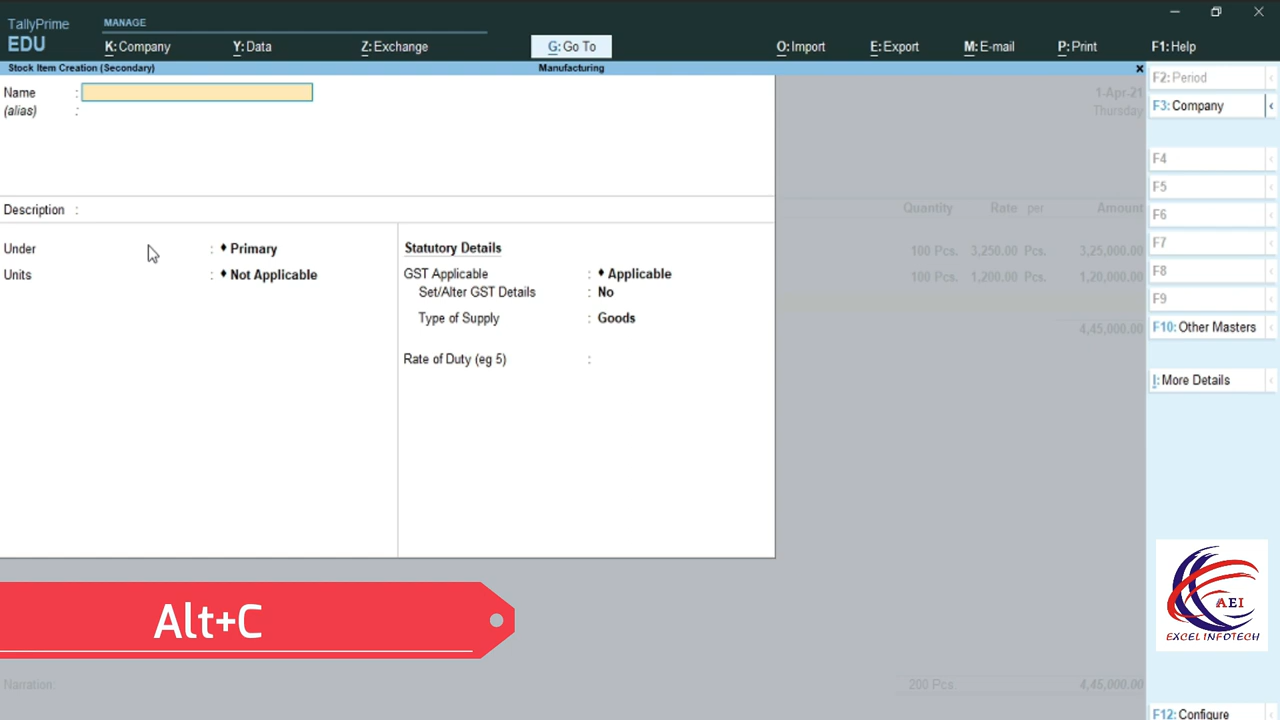 TallyPrime
EDU
MANAGE
K:Company Y:Data Z:Exchange G:Go To O:Import E:Export M:E-mail P:Print F1:Help
Stock Item Creation (Secondary) Manufacturing x
Name :
(alias) :
1-Apr-21
Thursday
Description :
Quantity Rate per Amount
Under : ♦ Primary
Units : ♦ Not Applicable
Statutory Details
GST Applicable : ♦ Applicable
Set/Alter GST Details : No
Type of Supply : Goods
Rate of Duty (eg 5) :
100 Pcs. 3,250.00 Pcs. 3,25,000.00
100 Pcs. 1,200.00 Pcs. 1,20,000.00
4,45,000.00
Alt+C
Narration:
200 Pcs. 4,45,000.00
F2: Period
F3: Company
F4
F5
F6
F7
F8
F9
F10: Other Masters
I: More Details
AEI
EXCEL INFOTECH
F12: Configure